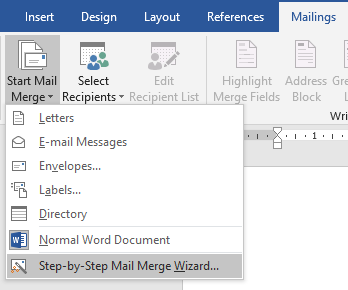 Insert Design Layout References Mailings
Start Mail Merge
Select Recipients
Edit Recipient List
Highlight Merge Fields
Address Block
Letters
E-mail Messages
Envelopes...
Labels...
Directory
Normal Word Document
Step-by-Step Mail Merge Wizard...
1